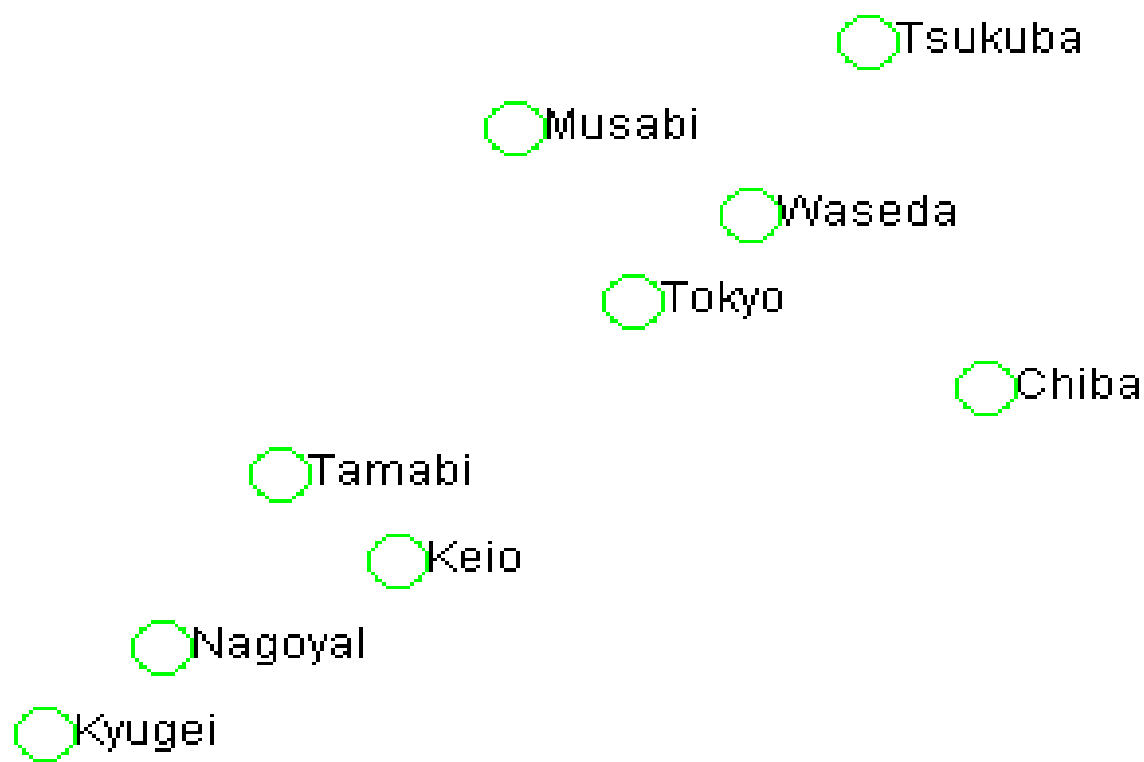 Tsukuba
Musabi
Waseda
Tokyo
Chiba
Tamabi
Keio
Nagoyal
Kyugei